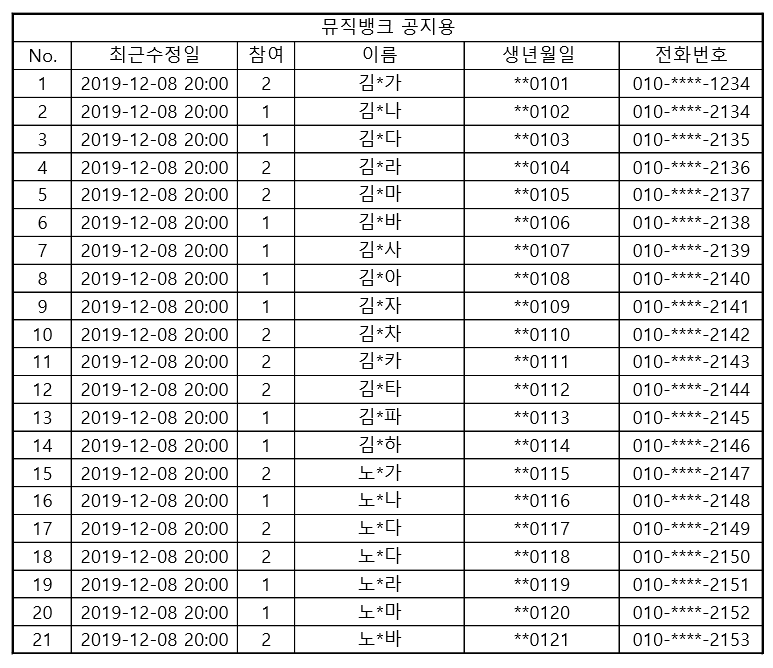 뮤직뱅크 공지용
No. 최근수정일 참여 이름 생년월일 전화번호
1 2019-12-08 20:00 2 김*가 **0101 010-****-1234
2 2019-12-08 20:00 1 김*나 **0102 010-****-2134
3 2019-12-08 20:00 1 김*다 **0103 010-****-2135
4 2019-12-08 20:00 2 김*라 **0104 010-****-2136
5 2019-12-08 20:00 2 김*마 **0105 010-****-2137
6 2019-12-08 20:00 1 김*바 **0106 010-****-2138
7 2019-12-08 20:00 1 김*사 **0107 010-****-2139
8 2019-12-08 20:00 1 김*아 **0108 010-****-2140
9 2019-12-08 20:00 1 김*자 **0109 010-****-2141
10 2019-12-08 20:00 2 김*차 **0110 010-****-2142
11 2019-12-08 20:00 2 김*카 **0111 010-****-2143
12 2019-12-08 20:00 2 김*타 **0112 010-****-2144
13 2019-12-08 20:00 1 김*파 **0113 010-****-2145
14 2019-12-08 20:00 1 김*하 **0114 010-****-2146
15 2019-12-08 20:00 2 노*가 **0115 010-****-2147
16 2019-12-08 20:00 1 노*나 **0116 010-****-2148
17 2019-12-08 20:00 2 노*다 **0117 010-****-2149
18 2019-12-08 20:00 2 노*다 **0118 010-****-2150
19 2019-12-08 20:00 1 노*라 **0119 010-****-2151
20 2019-12-08 20:00 1 노*마 **0120 010-****-2152
21 2019-12-08 20:00 2 노*바 **0121 010-****-2153